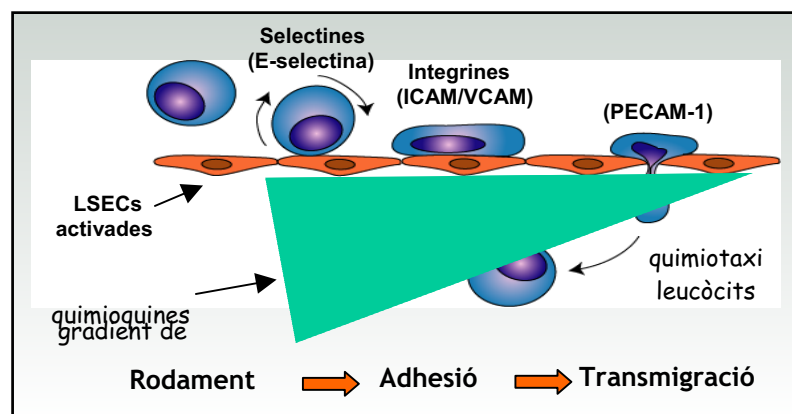 Selectines
(E-selectina)
Integrines
(ICAM/VCAM)
(PECAM-1)
LSECs
activades
quimiotaxi
leucòcits
quimioquines
gradient de
Rodament Adhesió Transmigració